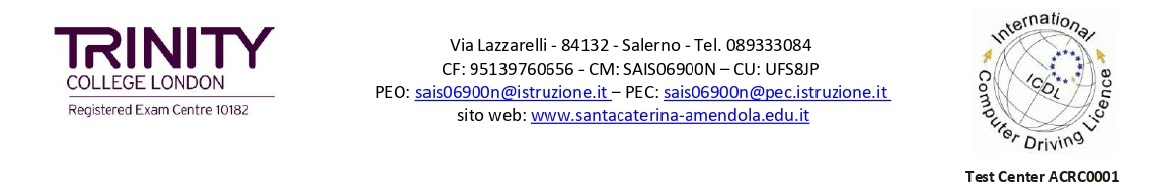 TRINITY
COLLEGE LONDON
Registered Exam Centre 10182
Via Lazzarelli - 84132 - Salerno - Tel. 089333084
CF: 95139760656 - CM: SAIS06900N – CU: UFS8JP
PEO: sais06900n@istruzione.it – PEC: sais06900n@pec.istruzione.it
sito web: www.santacaterina-amendola.edu.it
International
Computer Driving Licence
ICDL
Test Center ACRC0001